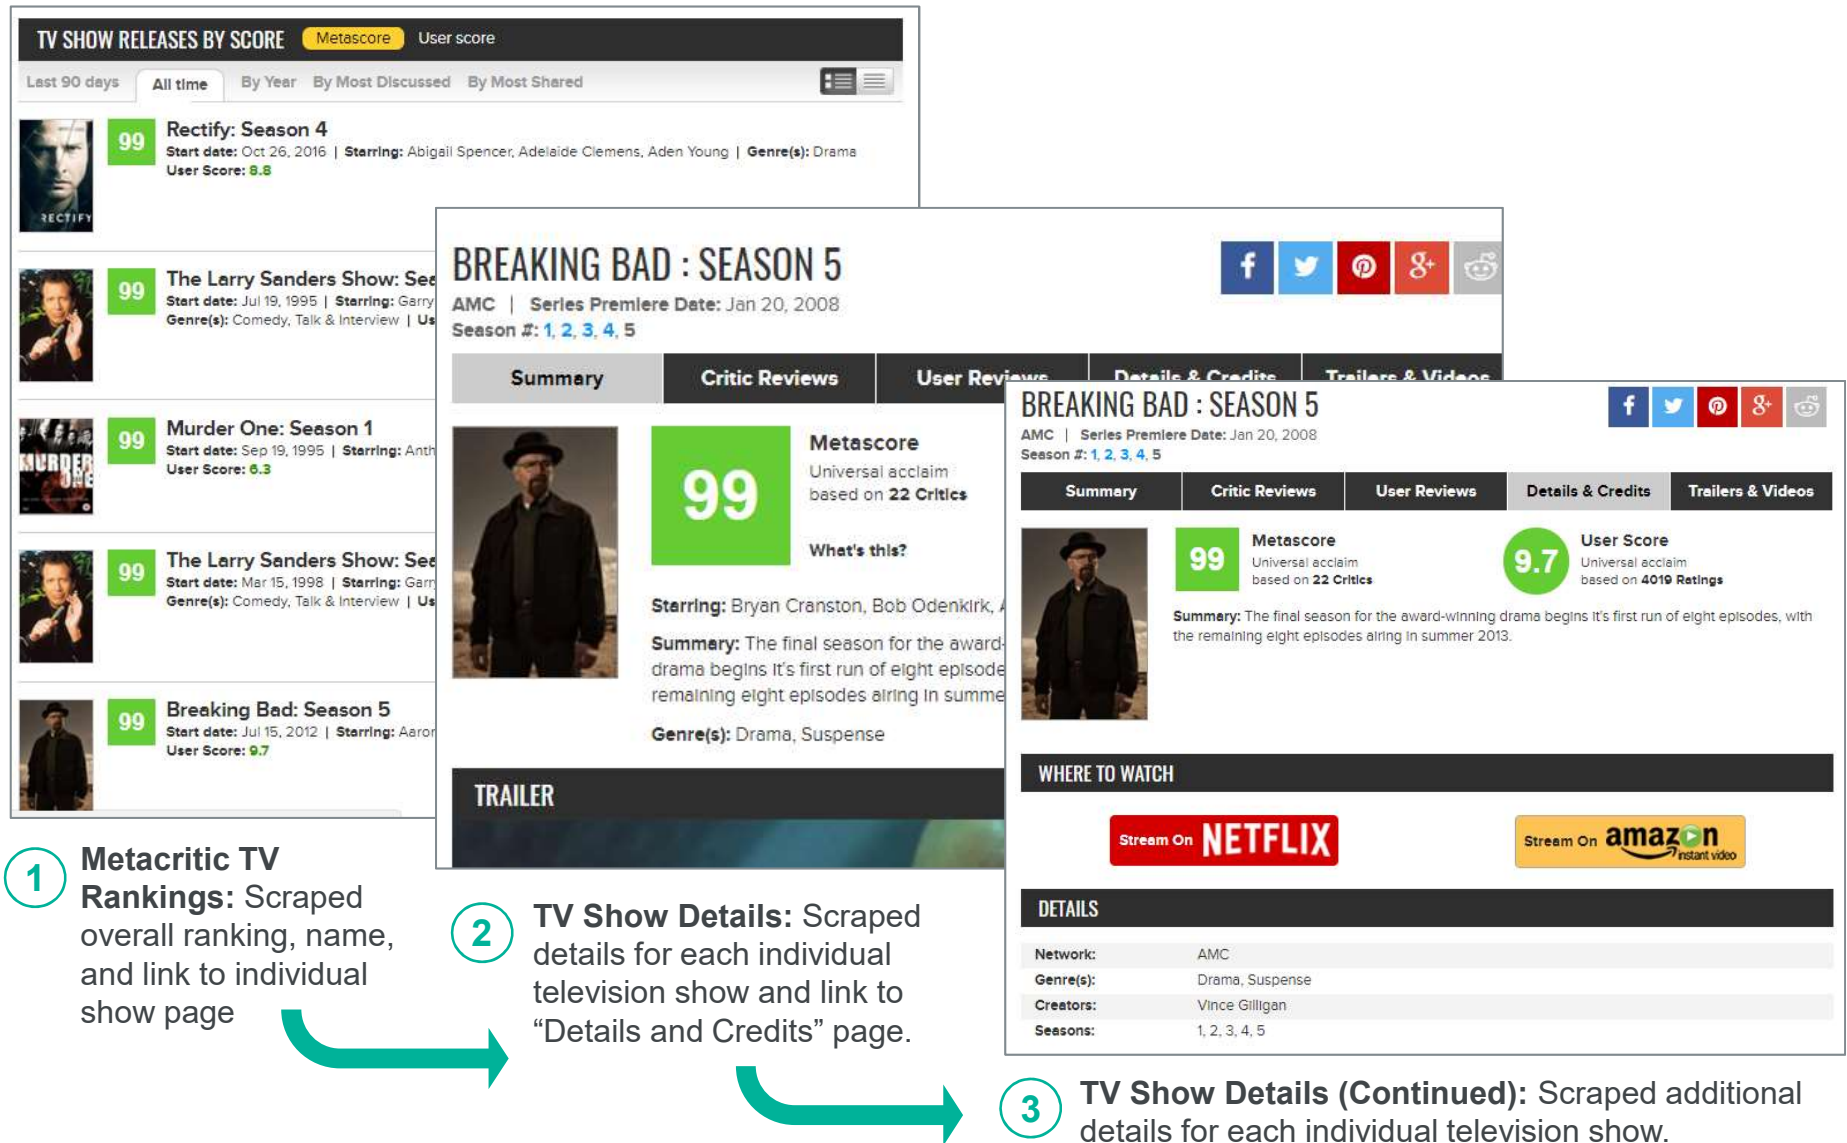 TV SHOW RELEASES BY SCORE Metascore User score
Last 90 days All time By Year By Most Discussed By Most Shared
RECTIFY
99 Rectify: Season 4
Start date: Oct 26, 2016 | Starring: Abigail Spencer, Adelaide Clemens, Aden Young | Genre(s): Drama
User Score: 8.8
99 The Larry Sanders Show: Sea
Start date: Jul 19, 1995 | Starring: Garry
Genre(s): Comedy, Talk & Interview | Us
MURDER
ONE
99 Murder One: Season 1
Start date: Sep 19, 1995 | Starring: Anth
User Score: 6.3
99 The Larry Sanders Show: Sea
Start date: Mar 15, 1998 | Starring: Garr
Genre(s): Comedy, Talk & Interview | Us
99 Breaking Bad: Season 5
Start date: Jul 15, 2012 | Starring: Aaron
User Score: 9.7
BREAKING BAD : SEASON 5
AMC | Series Premiere Date: Jan 20, 2008
Season #: 1, 2, 3, 4, 5
f g+
Summary Critic Reviews User Reviews Details & Credits Trailers & Videos
99
Metascore
Universal acclaim
based on 22 Critics
What's this?
Starring: Bryan Cranston, Bob Odenkirk, A
Summary: The final season for the award-
drama begins it's first run of eight episode
remaining eight episodes airing in summe
Genre(s): Drama, Suspense
TRAILER
BREAKING BAD : SEASON 5
AMC | Series Premiere Date: Jan 20, 2008
Season #: 1, 2, 3, 4, 5
f g+
Summary Critic Reviews User Reviews Details & Credits Trailers & Videos
99 Metascore
Universal acclaim
based on 22 Critics
9.7 User Score
Universal acclaim
based on 4019 Ratings
Summary: The final season for the award-winning drama begins it's first run of eight episodes, with
the remaining eight episodes airing in summer 2013.
WHERE TO WATCH
Stream On NETFLIX
Stream On amazon
instant video
DETAILS
Network: AMC
Genre(s): Drama, Suspense
Creators: Vince Gilligan
Seasons: 1, 2, 3, 4, 5
1 Metacritic TV
Rankings: Scraped
overall ranking, name,
and link to individual
show page
2 TV Show Details: Scraped
details for each individual
television show and link to
“Details and Credits” page.
3 TV Show Details (Continued): Scraped additional
details for each individual television show.